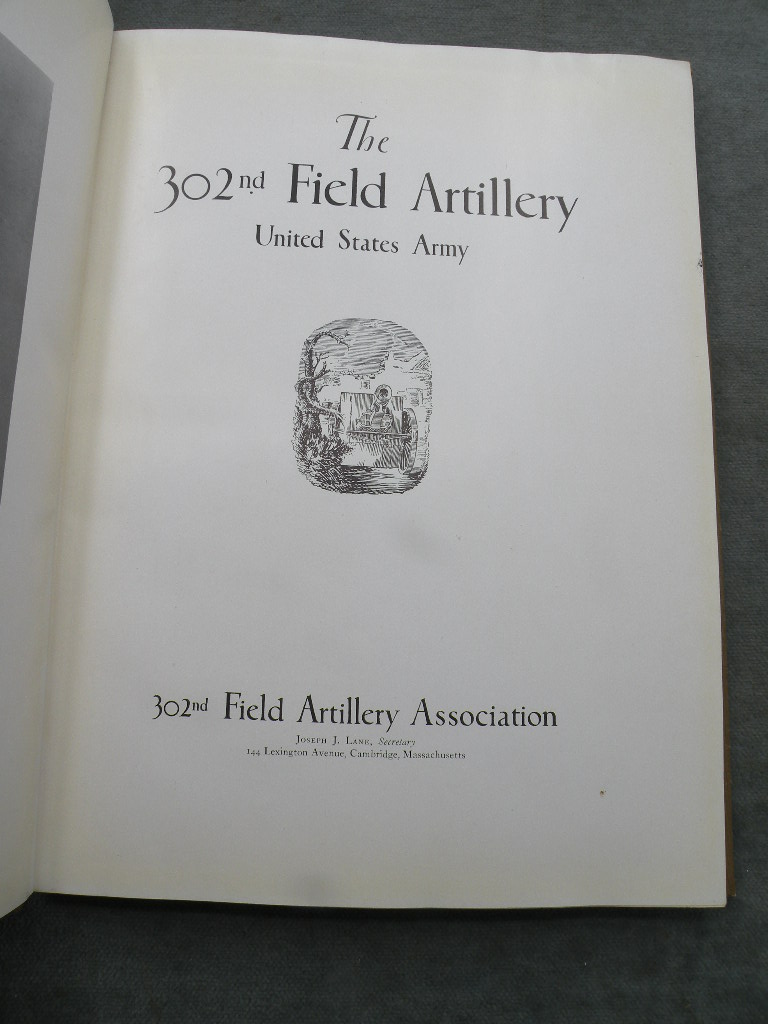 The
302nd Field Artillery
United States Army
302nd Field Artillery Association
Joseph J. Lane, Secretary
144 Lexington Avenue, Cambridge, Massachusetts